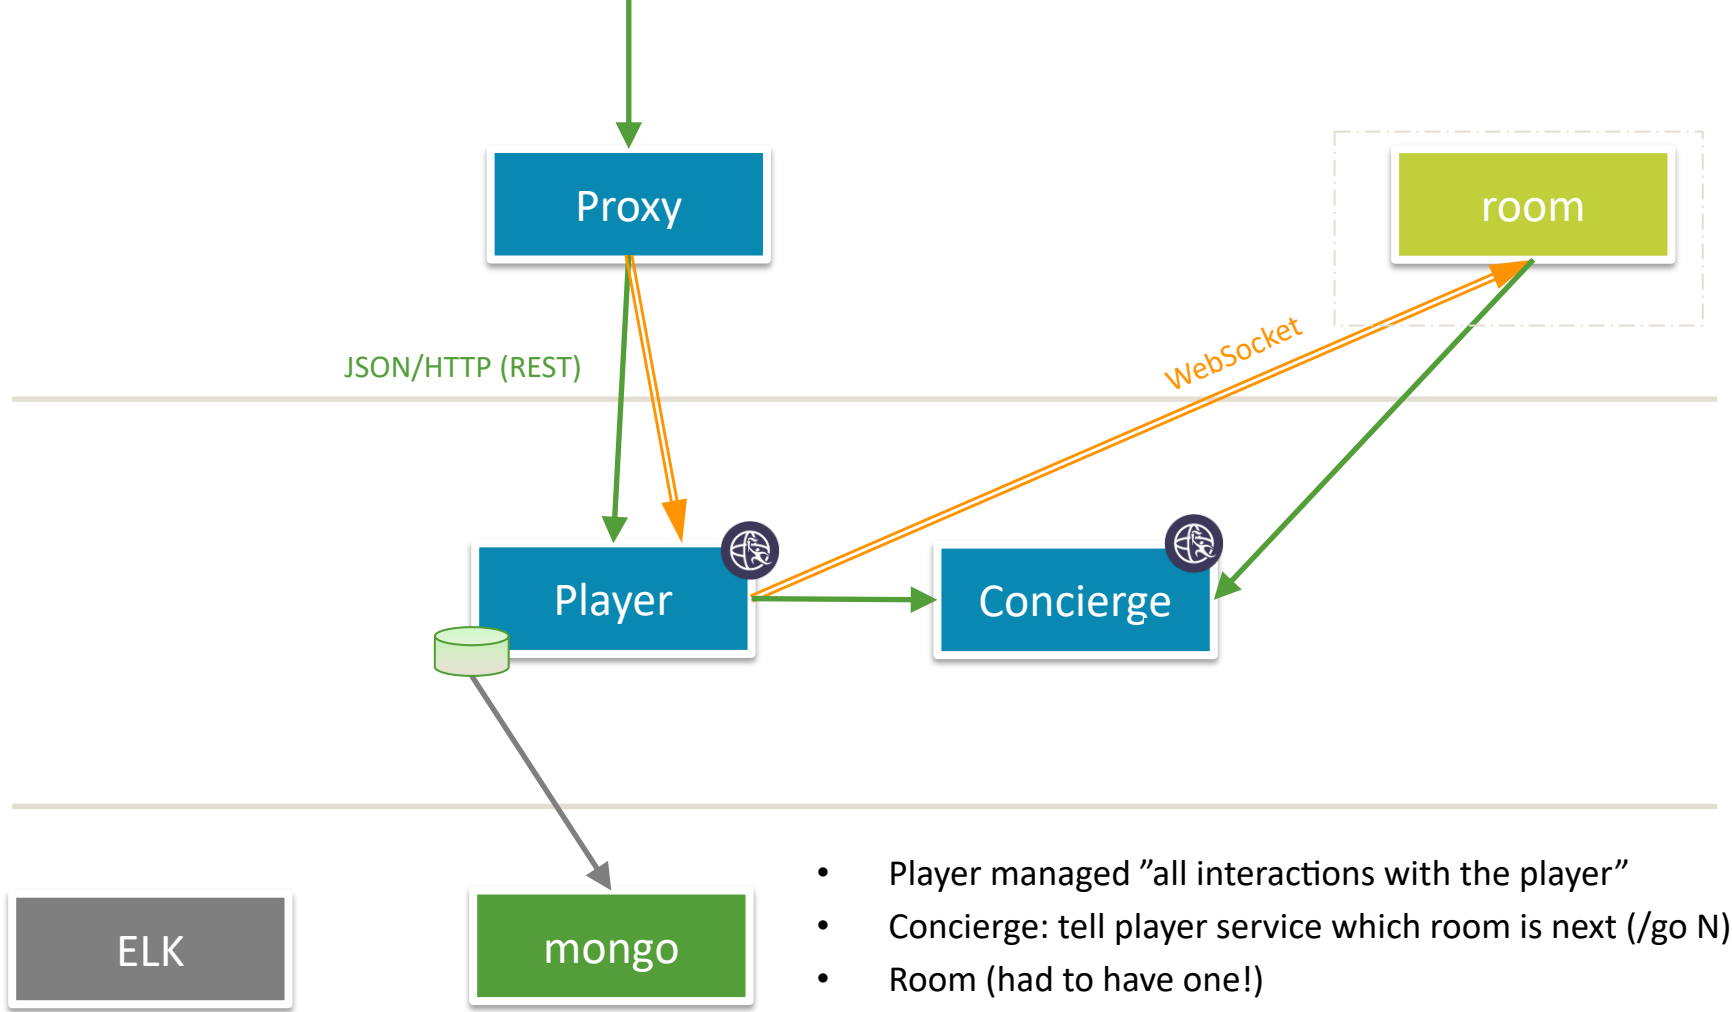 Proxy
room
JSON/HTTP (REST)
WebSocket
Player
Concierge
ELK
mongo
• Player managed ”all interactions with the player”
• Concierge: tell player service which room is next (/go N)
• Room (had to have one!)